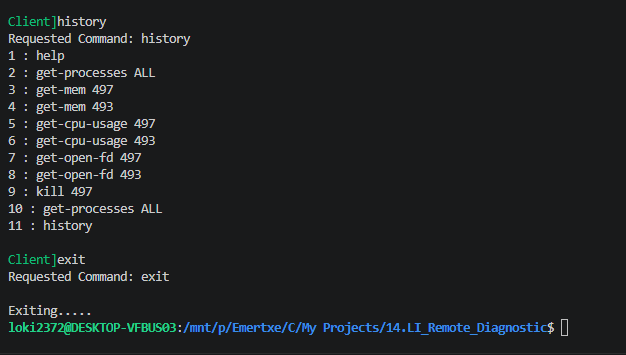 Client]history
Requested Command: history
1 : help
2 : get-processes ALL
3 : get-mem 497
4 : get-mem 493
5 : get-cpu-usage 497
6 : get-cpu-usage 493
7 : get-open-fd 497
8 : get-open-fd 493
9 : kill 497
10 : get-processes ALL
11 : history
Client]exit
Requested Command: exit
Exiting.....
loki2372@DESKTOP-VFBUS03:/mnt/p/Emertxe/C/My Projects/14.LI_Remote_Diagnostic$